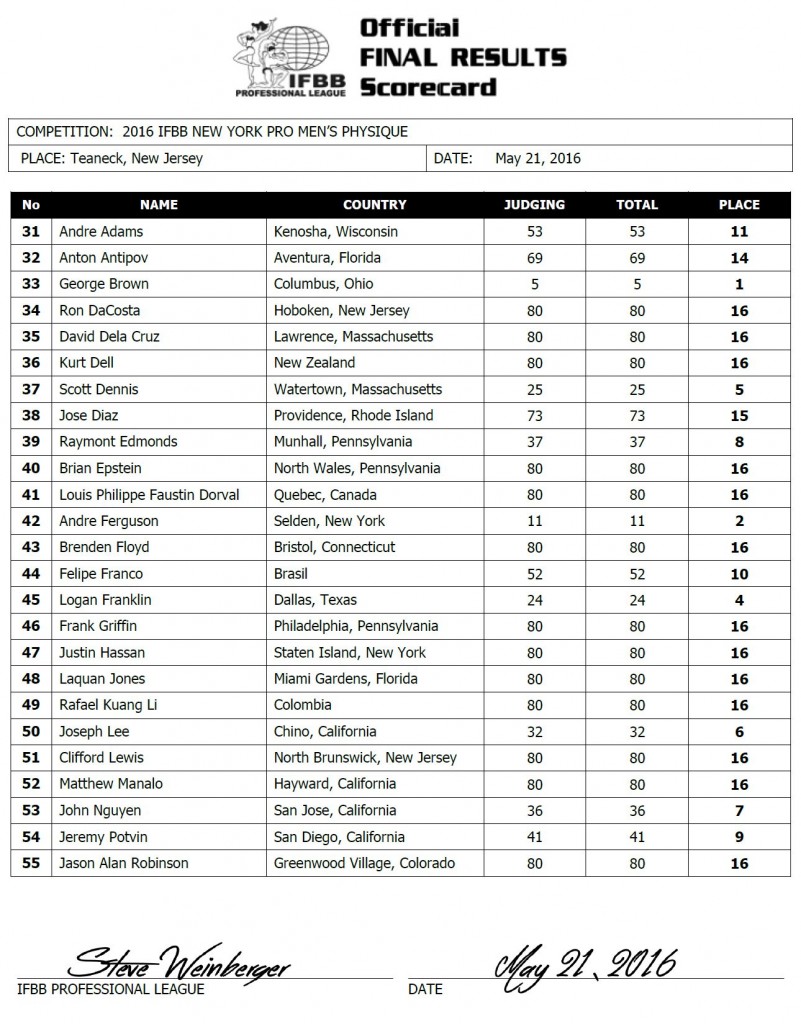 Official
FINAL RESULTS
Scorecard
IFBB
PROFESSIONAL LEAGUE
COMPETITION: 2016 IFBB NEW YORK PRO MEN'S PHYSIQUE
PLACE: Teaneck, New Jersey DATE: May 21, 2016
No NAME COUNTRY JUDGING TOTAL PLACE
31 Andre Adams Kenosha, Wisconsin 53 53 11
32 Anton Antipov Aventura, Florida 69 69 14
33 George Brown Columbus, Ohio 5 5 1
34 Ron DaCosta Hoboken, New Jersey 80 80 16
35 David Dela Cruz Lawrence, Massachusetts 80 80 16
36 Kurt Dell New Zealand 80 80 16
37 Scott Dennis Watertown, Massachusetts 25 25 5
38 Jose Diaz Providence, Rhode Island 73 73 15
39 Raymont Edmonds Munhall, Pennsylvania 37 37 8
40 Brian Epstein North Wales, Pennsylvania 80 80 16
41 Louis Philippe Faustin Dorval Quebec, Canada 80 80 16
42 Andre Ferguson Selden, New York 11 11 2
43 Brenden Floyd Bristol, Connecticut 80 80 16
44 Felipe Franco Brasil 52 52 10
45 Logan Franklin Dallas, Texas 24 24 4
46 Frank Griffin Philadelphia, Pennsylvania 80 80 16
47 Justin Hassan Staten Island, New York 80 80 16
48 Laquan Jones Miami Gardens, Florida 80 80 16
49 Rafael Kuang Li Colombia 80 80 16
50 Joseph Lee Chino, California 32 32 6
51 Clifford Lewis North Brunswick, New Jersey 80 80 16
52 Matthew Manalo Hayward, California 80 80 16
53 John Nguyen San Jose, California 36 36 7
54 Jeremy Potvin San Diego, California 41 41 9
55 Jason Alan Robinson Greenwood Village, Colorado 80 80 16
Steve Weinberger May 21, 2016
IFBB PROFESSIONAL LEAGUE DATE